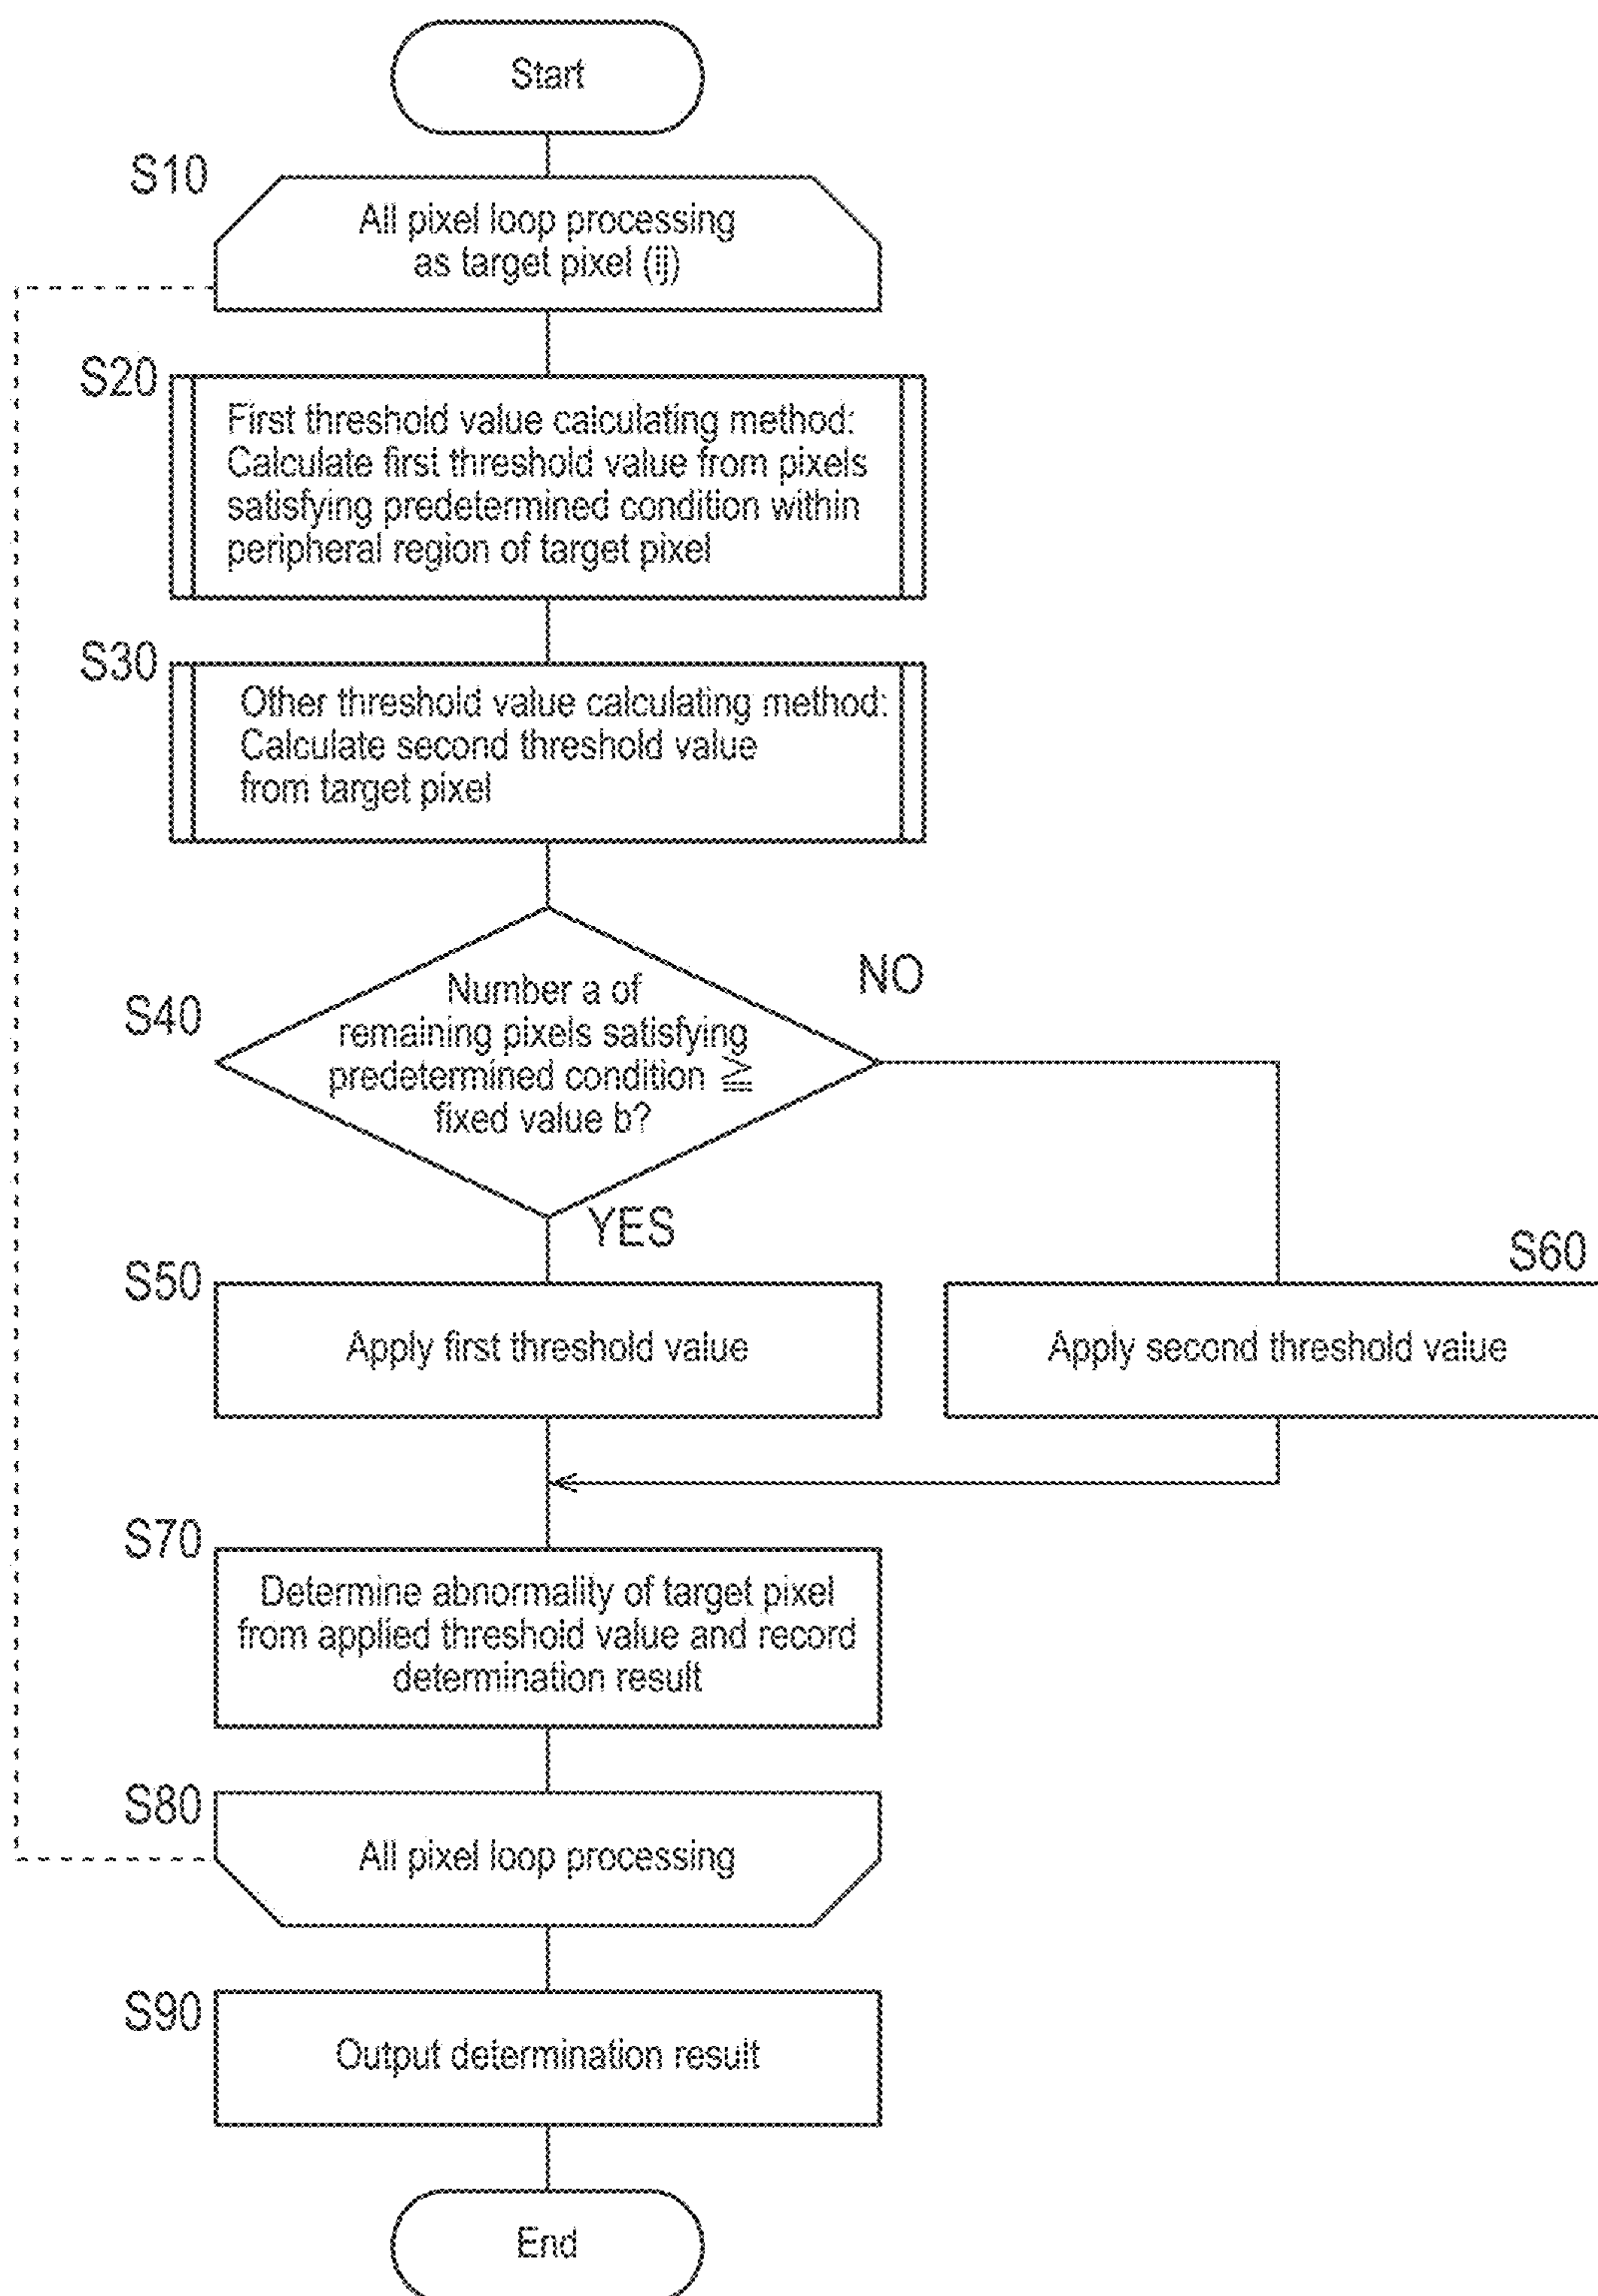 Start
S10
All pixel loop processing
as target pixel (ij)
S20
First threshold value calculating method:
Calculate first threshold value from pixels
satisfying predetermined condition within
peripheral region of target pixel
S30
Other threshold value calculating method:
Calculate second threshold value
from target pixel
S40
Number a of
remaining pixels satisfying
predetermined condition ≧
fixed value b?
NO
YES
S50
Apply first threshold value
S60
Apply second threshold value
S70
Determine abnormality of target pixel
from applied threshold value and record
determination result
S80
All pixel loop processing
S90
Output determination result
End